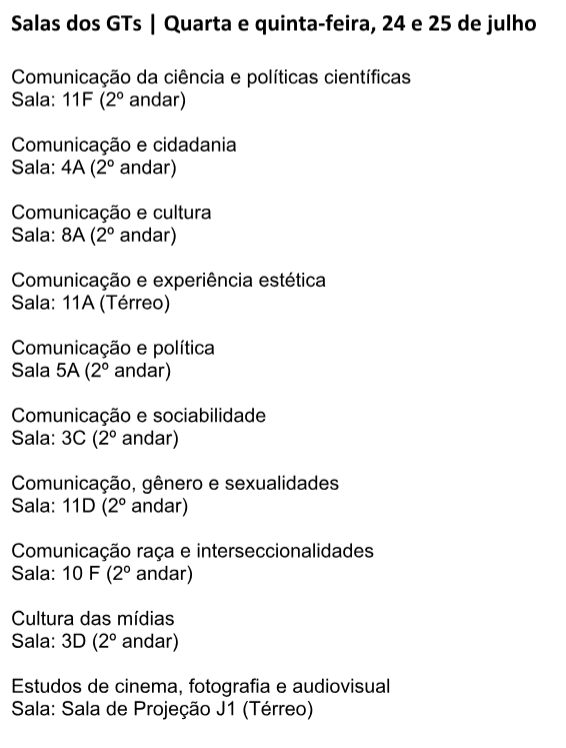 Salas dos GTs | Quarta e quinta-feira, 24 e 25 de julho
Comunicação da ciência e políticas científicas
Sala: 11F (2º andar)
Comunicação e cidadania
Sala: 4A (2º andar)
Comunicação e cultura
Sala: 8A (2º andar)
Comunicação e experiência estética
Sala: 11A (Térreo)
Comunicação e política
Sala 5A (2º andar)
Comunicação e sociabilidade
Sala: 3C (2º andar)
Comunicação, gênero e sexualidades
Sala: 11D (2º andar)
Comunicação raça e interseccionalidades
Sala: 10 F (2º andar)
Cultura das mídias
Sala: 3D (2º andar)
Estudos de cinema, fotografia e audiovisual
Sala: Sala de Projeção J1 (Térreo)